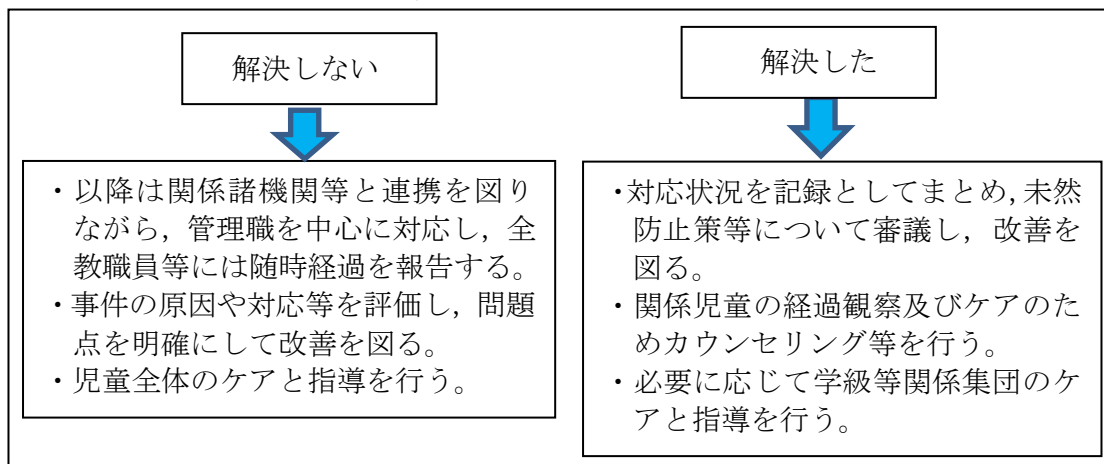 解決しない
・以降は関係諸機関等と連携を図り
ながら，管理職を中心に対応し，全
教職員等には随時経過を報告する。
・事件の原因や対応等を評価し，問題
点を明確にして改善を図る。
・児童全体のケアと指導を行う。
解決した
・対応状況を記録としてまとめ，未然
防止策等について審議し，改善を
図る。
・関係児童の経過観察及びケアのた
めカウンセリング等を行う。
・必要に応じて学級等関係集団のケ
アと指導を行う。